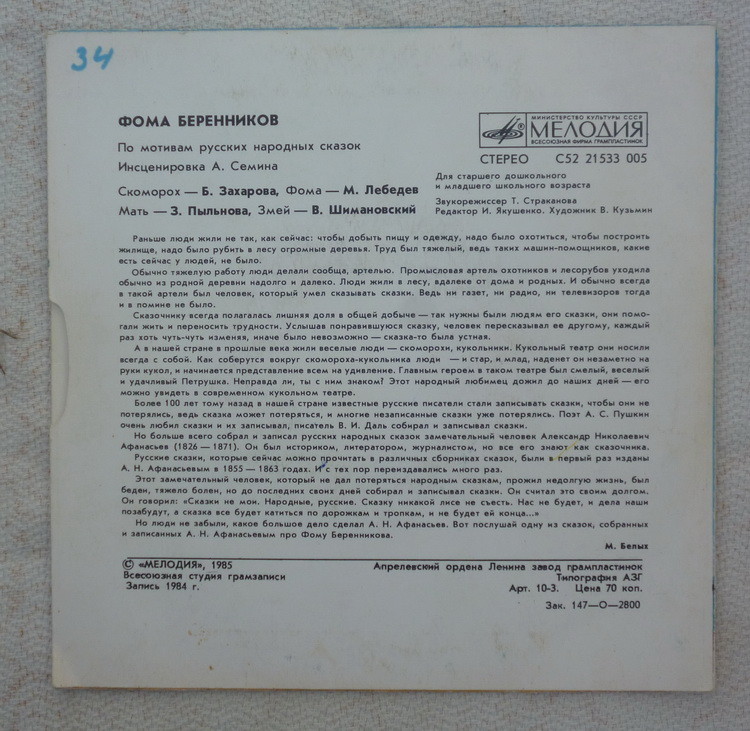 34
ФОМА БЕРЕННИКОВ
По мотивам русских народных сказок
Инсценировка А. Семина
Скоморох — Б. Захарова, Фома — М. Лебедев
Мать — З. Пыльнова, Змей — В. Шимановский
МИНИСТЕРСТВО КУЛЬТУРЫ СССР
МЕЛОДИЯ
ВСЕСОЮЗНАЯ ФИРМА ГРАМПЛАСТИНОК
СТЕРЕО С52 21533 005
Для старшего дошкольного
и младшего школьного возраста
Звукорежиссер Т. Страканова
Редактор И. Якушенко. Художник В. Кузьмин
Раньше люди жили не так, как сейчас: чтобы добыть пищу и одежду, надо было охотиться, чтобы построить
жилище, надо было рубить в лесу огромные деревья. Труд был тяжелый, ведь таких машин-помощников, какие
есть сейчас у людей, не было.
Обычно тяжелую работу люди делали сообща, артелью. Промысловая артель охотников и лесорубов уходила
обычно из родной деревни надолго и далеко. Люди жили в лесу, вдалеке от дома и родных. И обычно всегда
в такой артели был человек, который умел сказывать сказки. Ведь ни газет, ни радио, ни телевизоров тогда
и в помине не было.
Сказочнику всегда полагалась лишняя доля в общей добыче — так нужны были людям его сказки, они помо-
гали жить и переносить трудности. Услышав понравившуюся сказку, человек пересказывал ее другому, каждый
раз хоть чуть-чуть изменяя, иначе было невозможно — сказка-то была устная.
А в нашей стране в прошлые века жили веселые люди — скоморохи, кукольники. Кукольный театр они носили
всегда с собой. Как соберутся вокруг скомороха-кукольника люди — и стар, и млад, наденет он незаметно на
руки кукол, и начинается представление всем на удивление. Главным героем в таком театре был смелый, веселый
и удачливый Петрушка. Неправда ли, ты с ним знаком? Этот народный любимец дожил до наших дней — его
можно увидеть в современном кукольном театре.
Более 100 лет тому назад в нашей стране известные русские писатели стали записывать сказки, чтобы они не
потерялись, ведь сказка может потеряться, и многие незаписанные сказки уже потерялись. Поэт А. С. Пушкин
очень любил сказки и их записывал, писатель В. И. Даль собирал и записывал сказки.
Но больше всего собрал и записал русских народных сказок замечательный человек Александр Николаевич
Афанасьев (1826 — 1871). Он был историком, литератором, журналистом, но все его знают как сказочника.
Русские сказки, которые сейчас можно прочитать в различных сборниках сказок, были в первый раз изданы
А. Н. Афанасьевым в 1855 — 1863 годах. И с тех пор переиздавались много раз.
Этот замечательный человек, который не дал потеряться народным сказкам, прожил недолгую жизнь, был
беден, тяжело болен, но до последних своих дней собирал и записывал сказки. Он считал это своим долгом.
Он говорил: «Сказки не мои. Народные, русские. Сказку никакой лисе не съесть. Нас не будет, и дела наши
позабудут, а сказка все будет катиться по дорожкам и тропкам, и не будет ей конца...»
Но люди не забыли, какое большое дело сделал А. Н. Афанасьев. Вот послушай одну из сказок, собранных
и записанных А. Н. Афанасьевым про Фому Беренникова.
М. Белых
© «МЕЛОДИЯ», 1985
Всесоюзная студия грамзаписи
Запись 1984 г.
Апрелевский ордена Ленина завод грампластинок
Типография АЗГ
Арт. 10-3. Цена 70 коп.
Зак. 147—О—2800